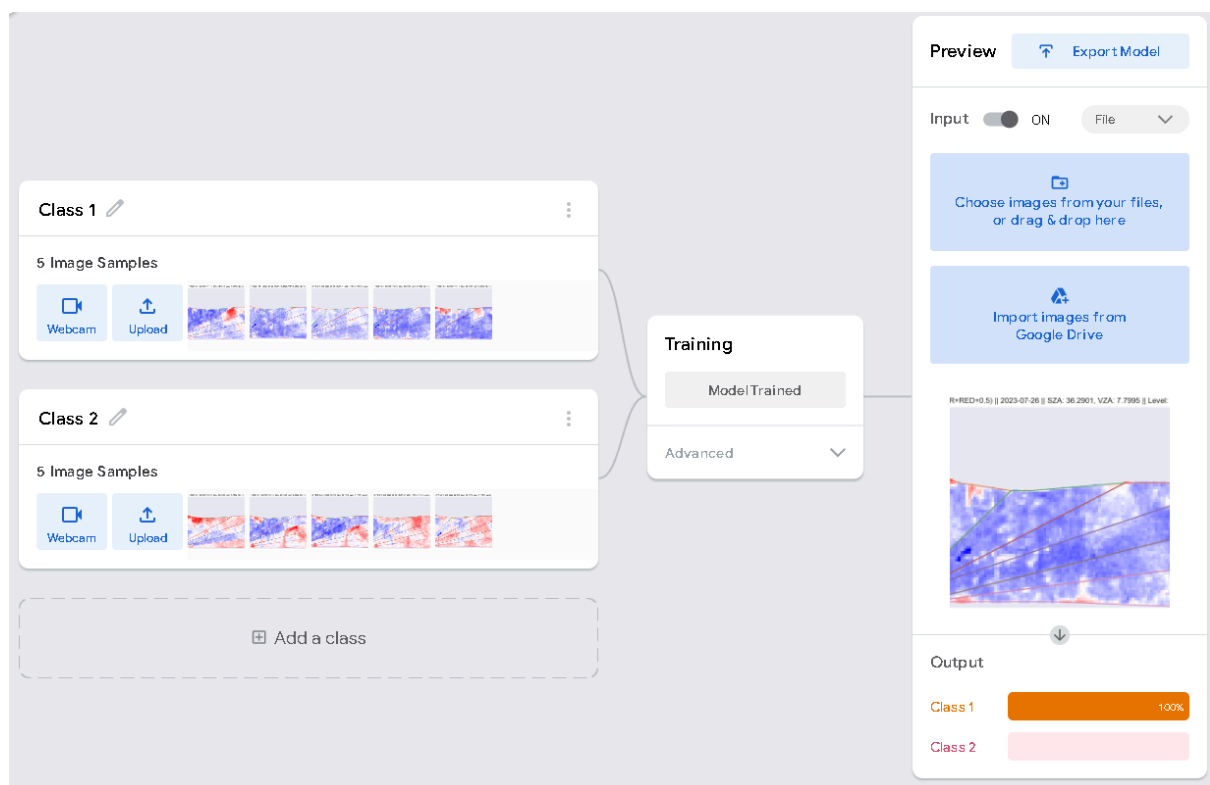 Preview
Export Model
Input
ON
File
Choose images from your files,
or drag & drop here
Class 1
5 Image Samples
Webcam
Upload
Import images from
Google Drive
Training
Model Trained
Advanced
Class 2
5 Image Samples
Webcam
Upload
R+RED+0.5) || 2023-07-26 || SZA: 36.2901, VZA: 7.7995 || Level:
Add a class
Output
Class 1
100%
Class 2